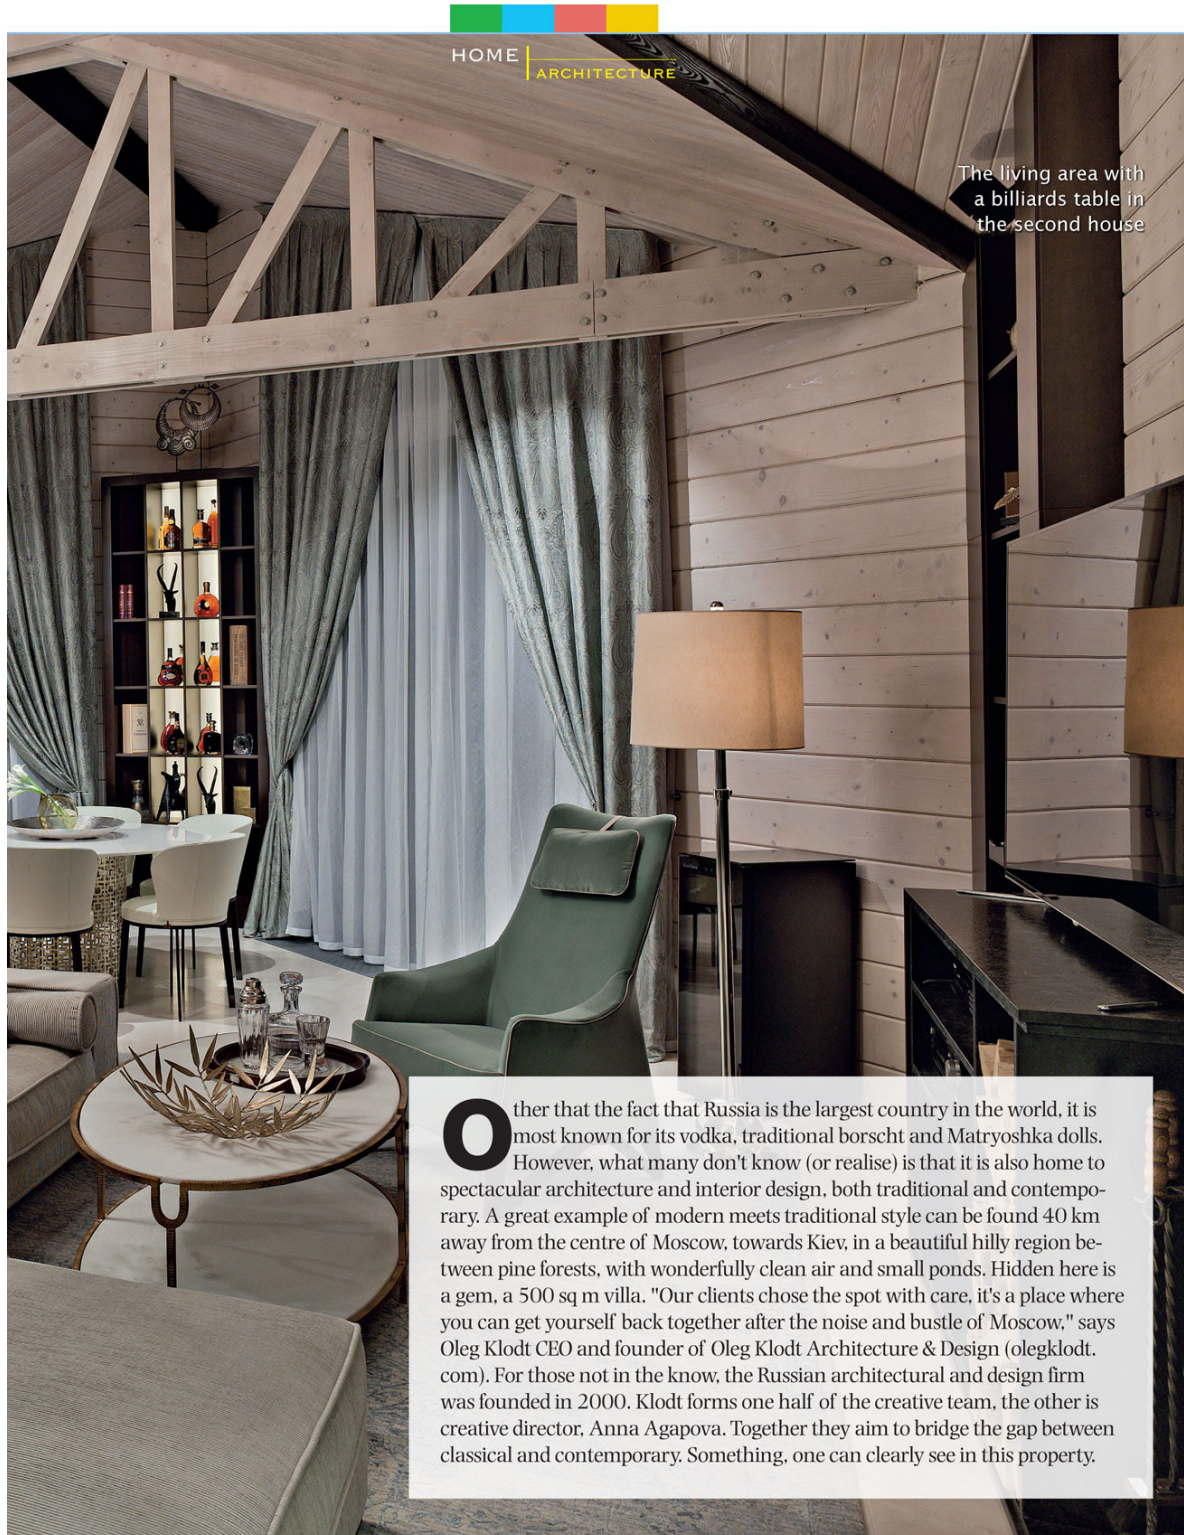 HOME
ARCHITECTURE
The living area with
a billiards table in
the second house
Other that the fact that Russia is the largest country in the world, it is
most known for its vodka, traditional borscht and Matryoshka dolls.
However, what many don't know (or realise) is that it is also home to
spectacular architecture and interior design, both traditional and contempo-
rary. A great example of modern meets traditional style can be found 40 km
away from the centre of Moscow, towards Kiev, in a beautiful hilly region be-
tween pine forests, with wonderfully clean air and small ponds. Hidden here is
a gem, a 500 sq m villa. "Our clients chose the spot with care, it's a place where
you can get yourself back together after the noise and bustle of Moscow," says
Oleg Klodt CEO and founder of Oleg Klodt Architecture & Design (olegklodt.
com). For those not in the know, the Russian architectural and design firm
was founded in 2000. Klodt forms one half of the creative team, the other is
creative director, Anna Agapova. Together they aim to bridge the gap between
classical and contemporary. Something, one can clearly see in this property.